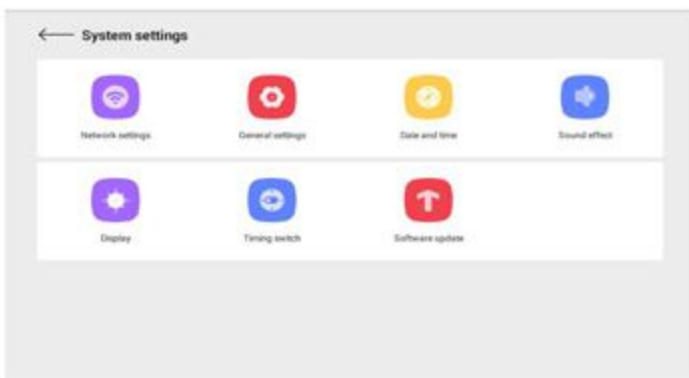 System settings
Network settings
General settings
Date and time
Sound effect
Display
Timing switch
Software update